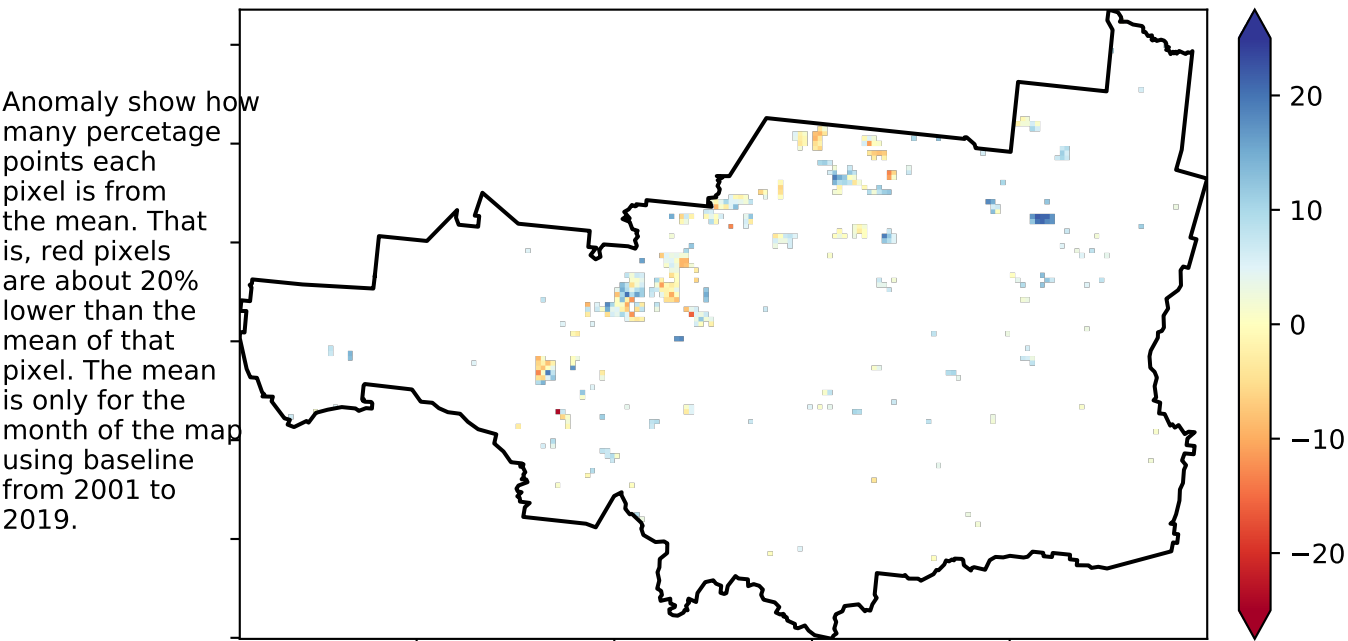 Anomaly show how
many percetage
points each
pixel is from
the mean. That
is, red pixels
are about 20%
lower than the
mean of that
pixel. The mean
is only for the
month of the map
using baseline
from 2001 to
2019.
20
10
0
−10
−20